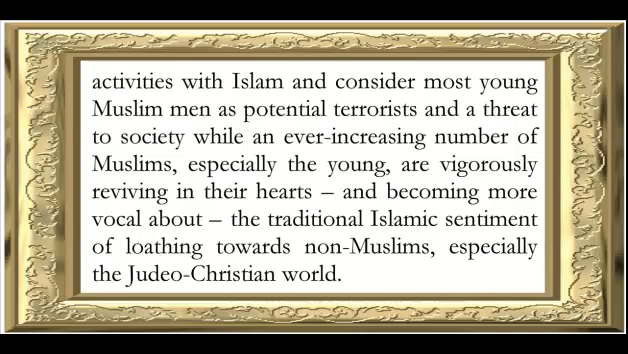 activities with Islam and consider most young
Muslim men as potential terrorists and a threat
to society while an ever-increasing number of
Muslims, especially the young, are vigorously
reviving in their hearts – and becoming more
vocal about – the traditional Islamic sentiment
of loathing towards non-Muslims, especially
the Judeo-Christian world.